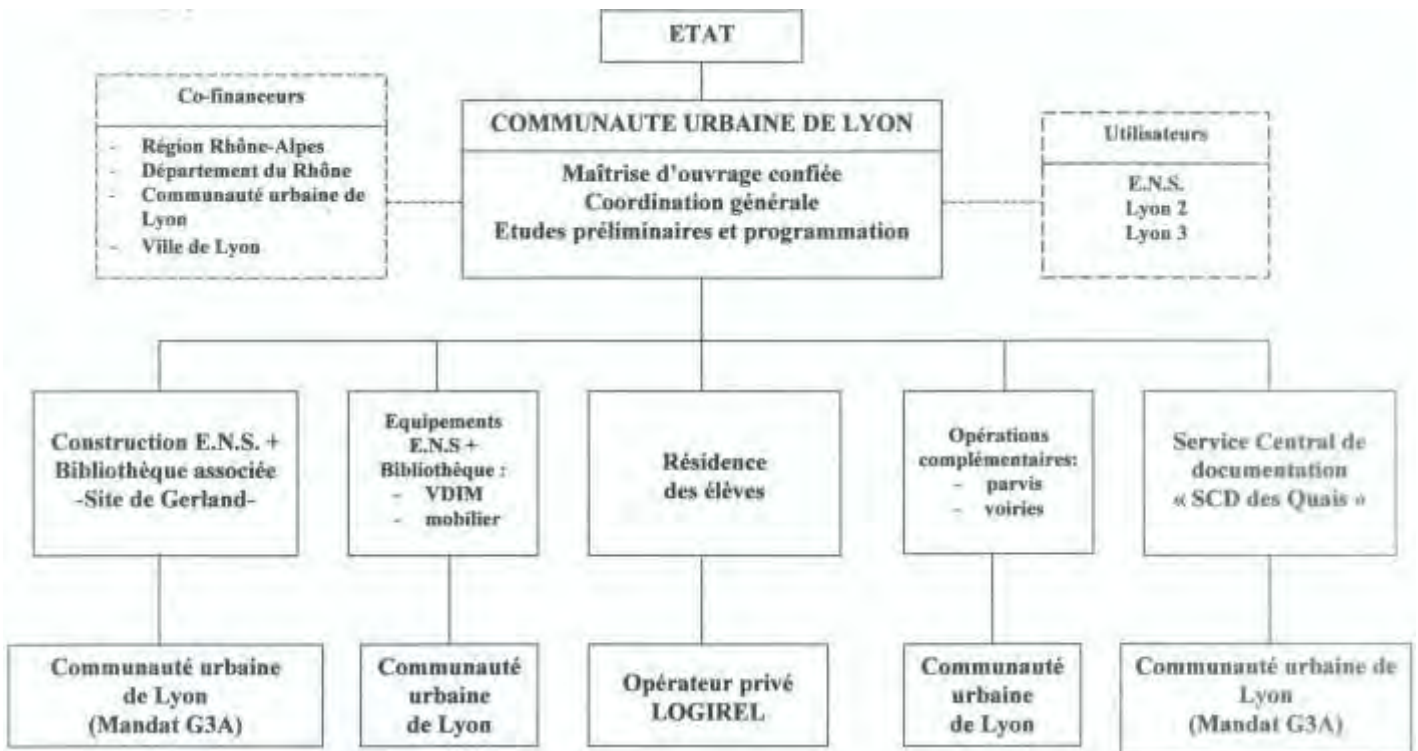 ETAT
Co-financeurs
- Région Rhône-Alpes
- Département du Rhône
- Communauté urbaine de
Lyon
- Ville de Lyon
COMMUNAUTE URBAINE DE LYON
Maîtrise d'ouvrage confiée
Coordination générale
Etudes préliminaires et programmation
Utilisateurs
E.N.S.
Lyon 2
Lyon 3
Construction E.N.S. +
Bibliothèque associée
-Site de Gerland-
Equipements
E.N.S +
Bibliothèque :
- VDIM
- mobilier
Résidence
des élèves
Opérations
complémentaires:
- parvis
- voiries
Service Central de
documentation
« SCD des Quais »
Communauté urbaine
de Lyon
(Mandat G3A)
Communauté
urbaine
de Lyon
Opérateur privé
LOGIREL
Communauté
urbaine
de Lyon
Communauté urbaine de
Lyon
(Mandat G3A)